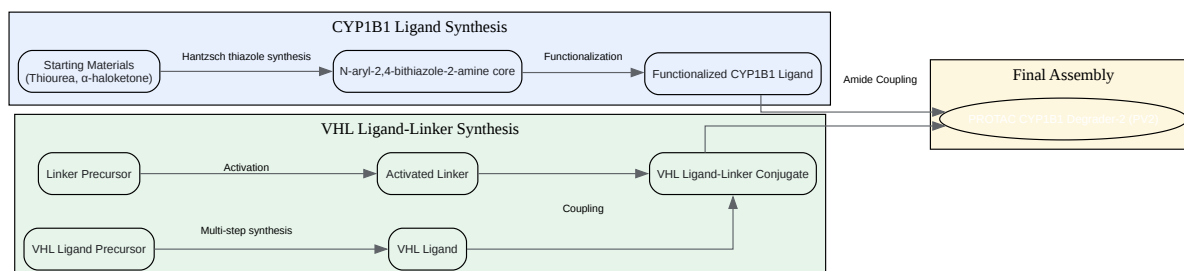 CYP1B1 Ligand Synthesis
Starting Materials
(Thiourea, α-haloketone)
Hantzsch thiazole synthesis
N-aryl-2,4-bithiazole-2-amine core
Functionalization
Functionalized CYP1B1 Ligand
Amide Coupling
Final Assembly
PROTAC CYP1B1 Degrader-2 (PV2)
VHL Ligand-Linker Synthesis
Linker Precursor
Activation
Activated Linker
VHL Ligand-Linker Conjugate
Coupling
VHL Ligand Precursor
Multi-step synthesis
VHL Ligand